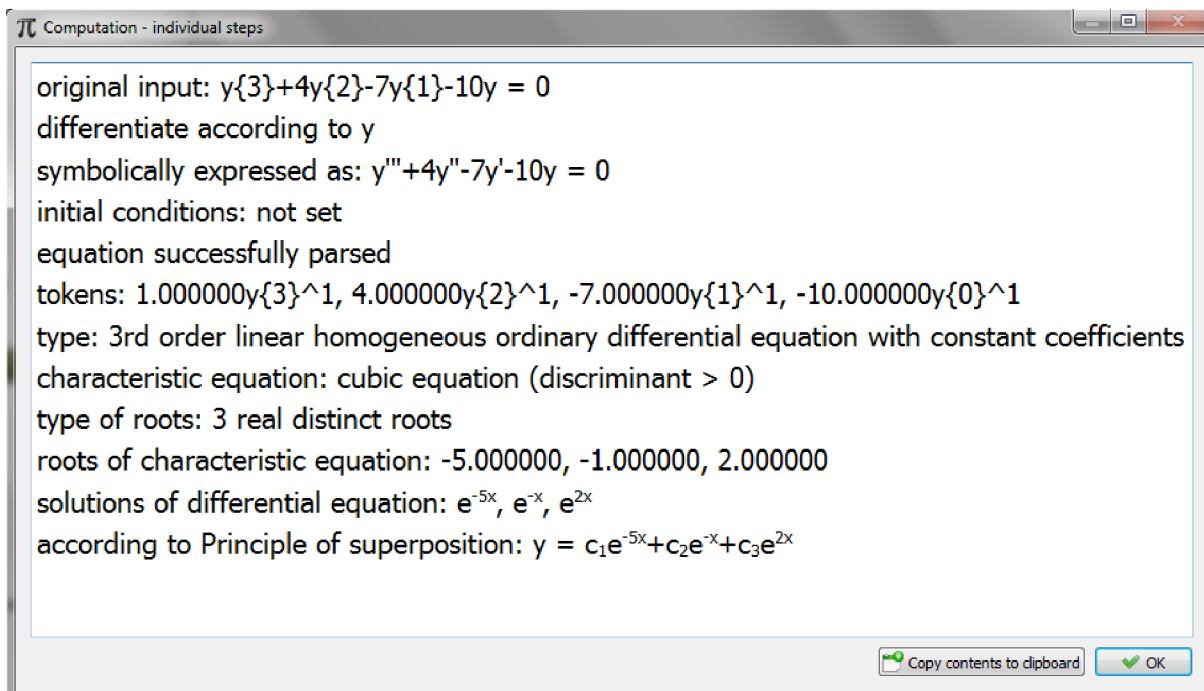 Computation - individual steps
original input: y{3}+4y{2}-7y{1}-10y = 0
differentiate according to y
symbolically expressed as: y'''+4y''-7y'-10y = 0
initial conditions: not set
equation successfully parsed
tokens: 1.000000y{3}^1, 4.000000y{2}^1, -7.000000y{1}^1, -10.000000y{0}^1
type: 3rd order linear homogeneous ordinary differential equation with constant coefficients
characteristic equation: cubic equation (discriminant > 0)
type of roots: 3 real distinct roots
roots of characteristic equation: -5.000000, -1.000000, 2.000000
solutions of differential equation: e⁻⁵ˣ, e⁻ˣ, e²ˣ
according to Principle of superposition: y = c₁e⁻⁵ˣ+c₂e⁻ˣ+c₃e²ˣ
Copy contents to clipboard OK